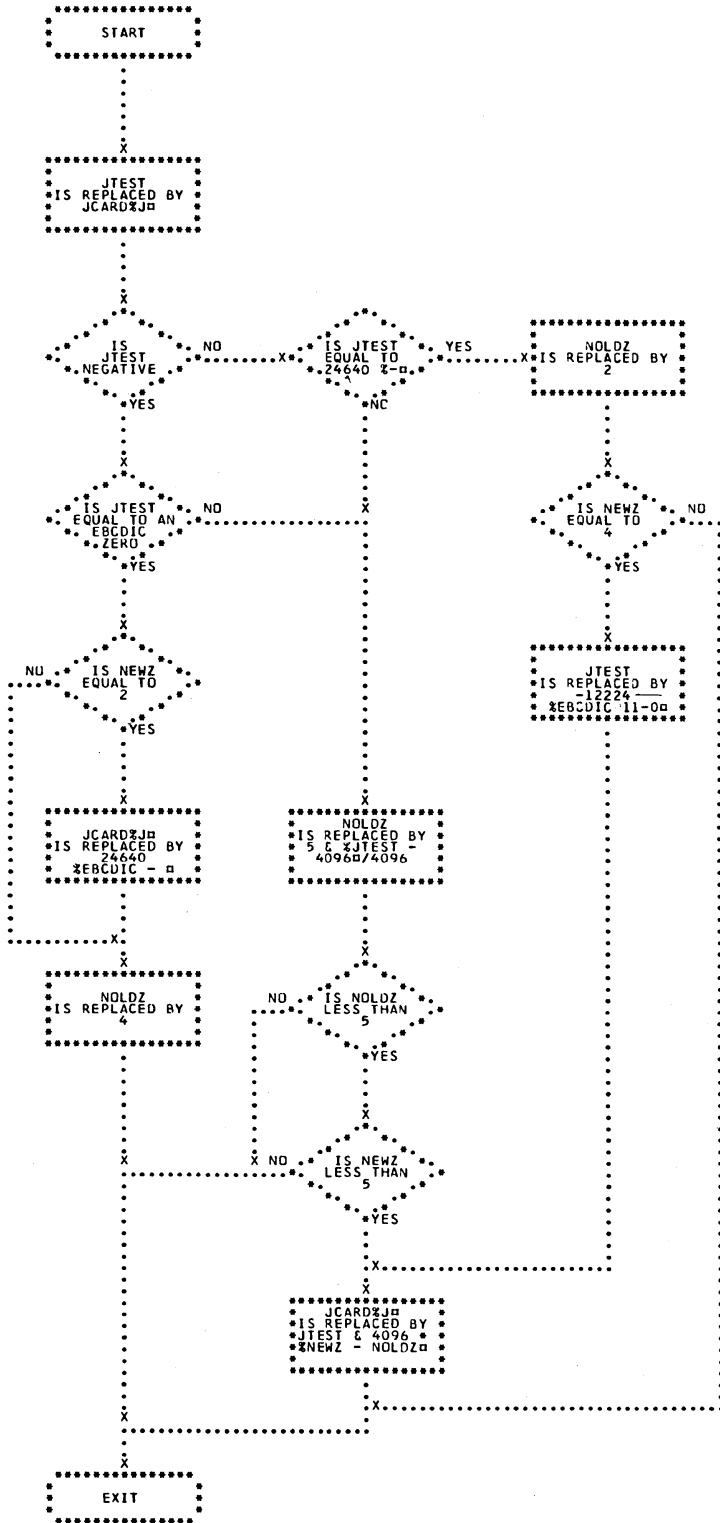 START
JTEST
IS REPLACED BY
JCARD%J¤
IS
JTEST
NEGATIVE
NO
YES
IS JTEST
EQUAL TO
24640 %-¤
YES
NO
NOLDZ
IS REPLACED BY
2
IS JTEST
EQUAL TO AN
EBCDIC
ZERO
NO
YES
IS NEWZ
EQUAL TO
4
NO
YES
IS NEWZ
EQUAL TO
2
NO
YES
JTEST
IS REPLACED BY
-12224
%EBCDIC 11-0¤
JCARD%J¤
IS REPLACED BY
24640
%EBCDIC - ¤
NOLDZ
IS REPLACED BY
5 & %JTEST -
4096¤/4096
NOLDZ
IS REPLACED BY
4
IS NOLDZ
LESS THAN
5
NO
YES
IS NEWZ
LESS THAN
5
NO
YES
JCARD%J¤
IS REPLACED BY
JTEST & 4096
%NEWZ - NOLDZ¤
EXIT